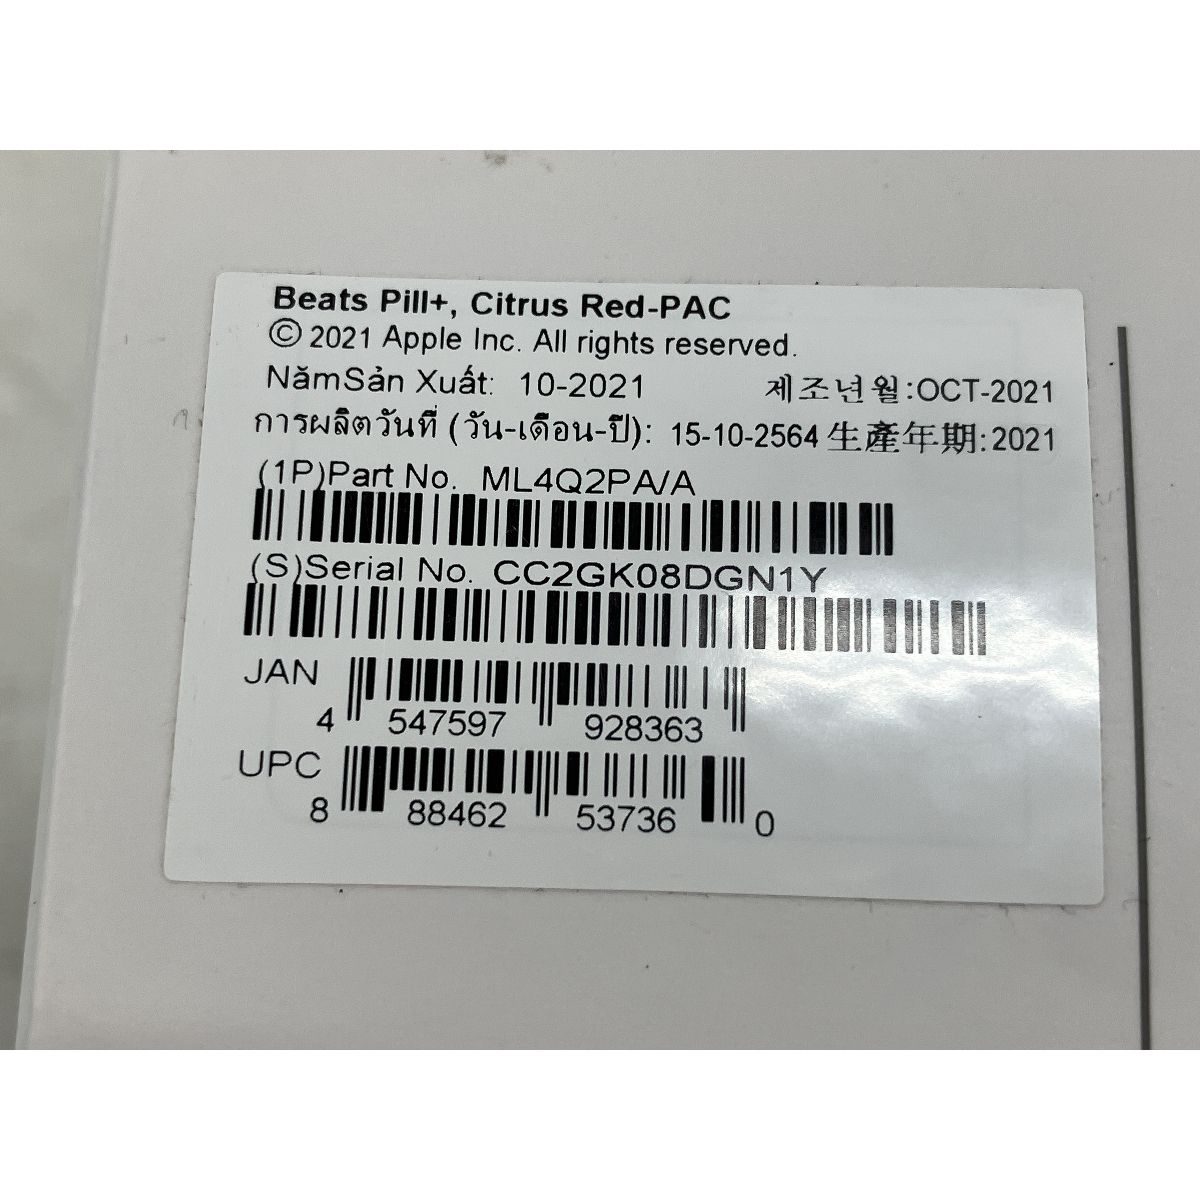 Beats Pill+, Citrus Red-PAC
© 2021 Apple Inc. All rights reserved.
NămSản Xuất: 10-2021 제조년월:OCT-2021
การผลิตวันที่ (วัน-เดือน-ปี): 15-10-2564 生產年期:2021
(1P)Part No. ML4Q2PA/A
(S)Serial No. CC2GK08DGN1Y
JAN
4 547597 928363
UPC
8 88462 53736 0